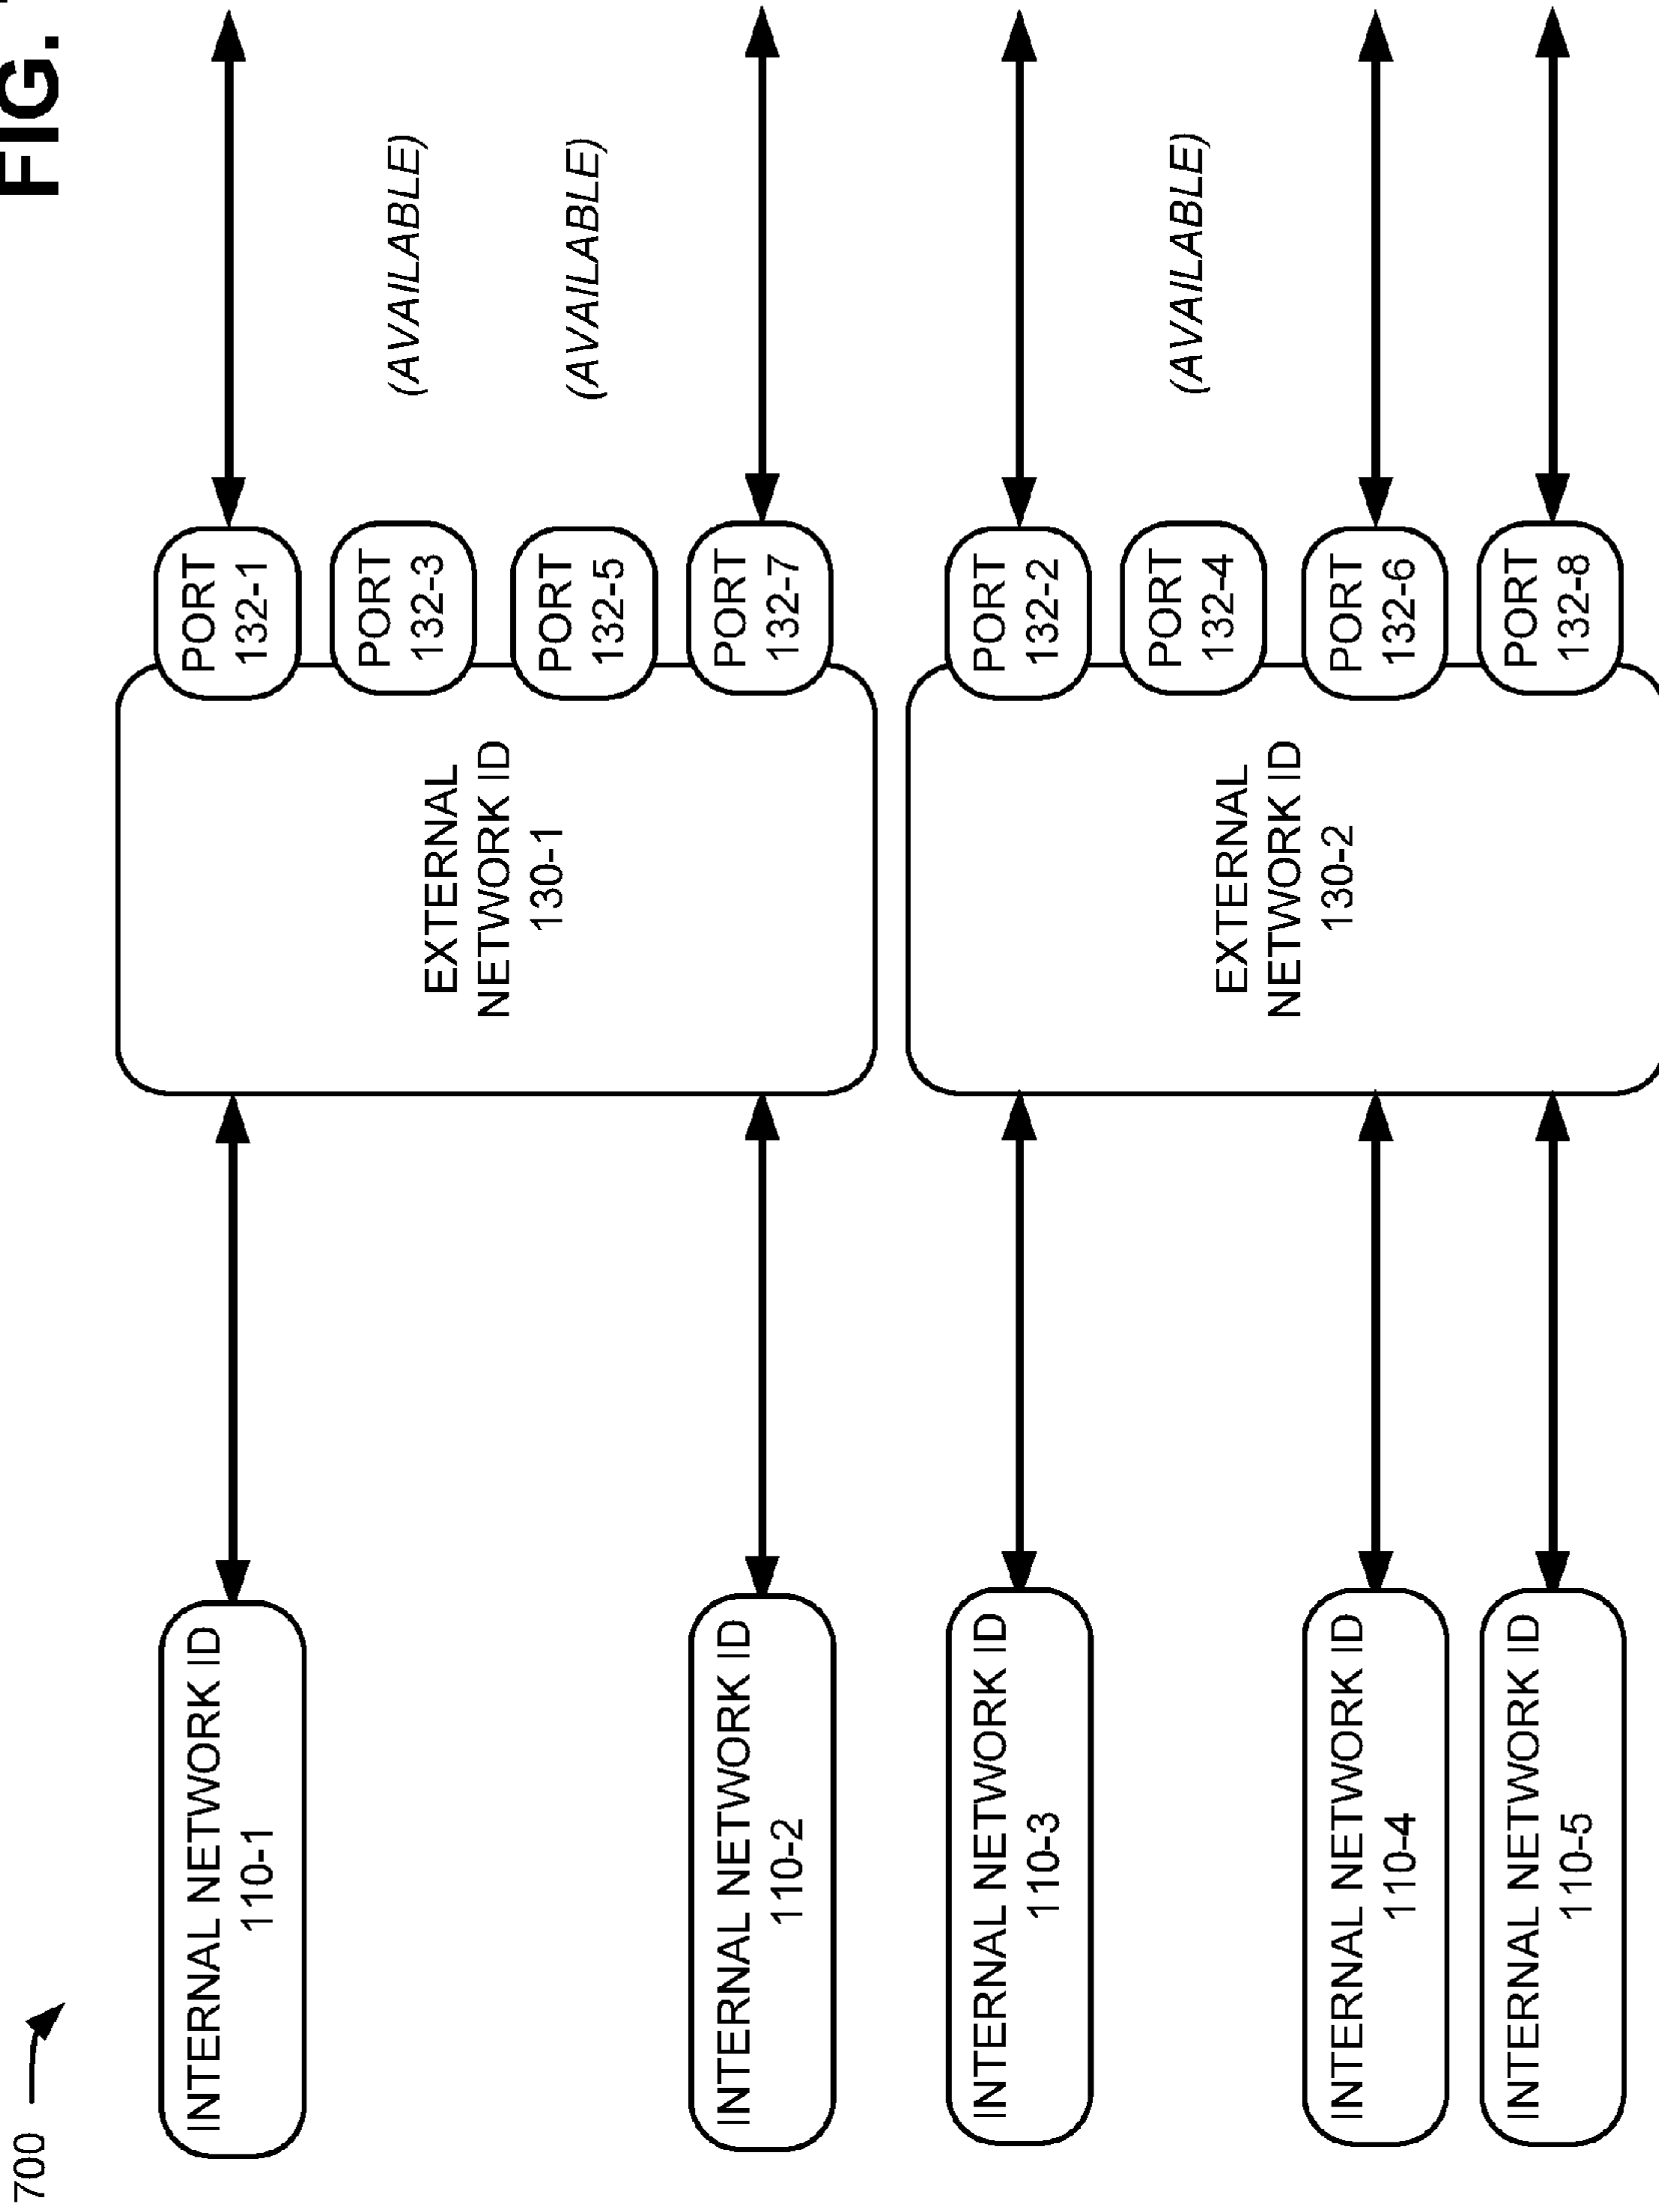 FIG.
700
INTERNAL NETWORK ID
110-1
EXTERNAL
NETWORK ID
130-1
PORT
132-1
PORT
132-3
(AVAILABLE)
PORT
132-5
(AVAILABLE)
INTERNAL NETWORK ID
110-2
PORT
132-7
INTERNAL NETWORK ID
110-3
EXTERNAL
NETWORK ID
130-2
PORT
132-2
PORT
132-4
(AVAILABLE)
INTERNAL NETWORK ID
110-4
PORT
132-6
INTERNAL NETWORK ID
110-5
PORT
132-8